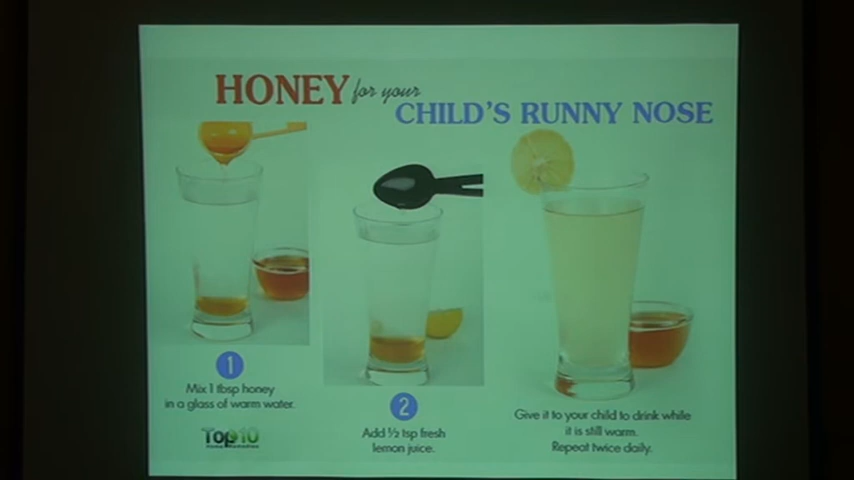 HONEY for your
CHILD'S RUNNY NOSE
1
Mix 1 tbsp honey
in a glass of warm water.
2
Add ½ tsp fresh
lemon juice.
Give it to your child to drink while
it is still warm.
Repeat twice daily.
Top10
Home Remedies